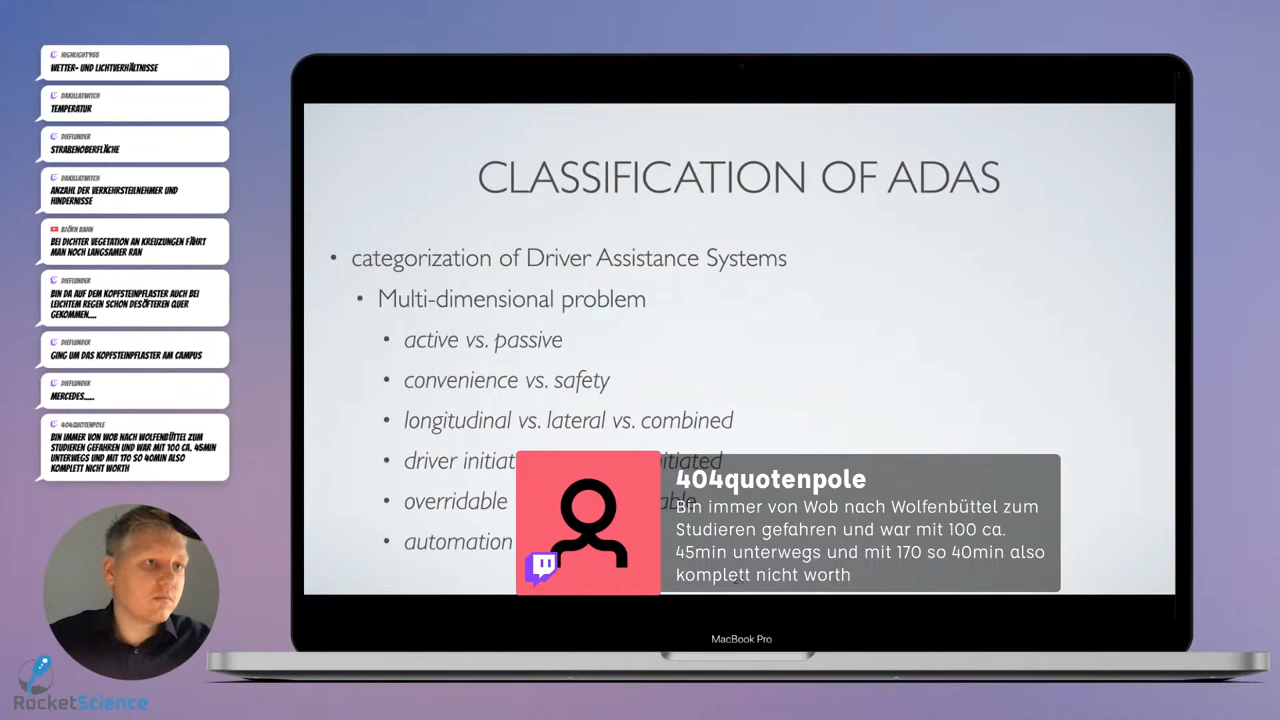 HIGHLIGHT955
WETTER- UND LICHTVERHÄLTNISSE
DAKILLATWITCH
TEMPERATUR
DIEFLUNDER
STRAßENOBERFLÄCHE
DAKILLATWITCH
ANZAHL DER VERKEHRSTEILNEHMER UND
HINDERNISSE
BJÖRN BAHN
BEI DICHTER VEGETATION AN KREUZUNGEN FÄHRT
MAN NOCH LANGSAMER RAN
DIEFLUNDER
BIN DA AUF DEM KOPFSTEINPFLASTER AUCH BEI
LEICHTEM REGEN SCHON DESÖFTEREN QUER
GEKOMMEN....
DIEFLUNDER
GING UM DAS KOPFSTEINPFLASTER AM CAMPUS
DIEFLUNDER
MERCEDES.....
404QUOTENPOLE
BIN IMMER VON WOB NACH WOLFENBÜTTEL ZUM
STUDIEREN GEFAHREN UND WAR MIT 100 CA. 45MIN
UNTERWEGS UND MIT 170 SO 40MIN ALSO
KOMPLETT NICHT WORTH
CLASSIFICATION OF ADAS
• categorization of Driver Assistance Systems
• Multi-dimensional problem
• active vs. passive
• convenience vs. safety
• longitudinal vs. lateral vs. combined
• driver
• overridable
• automation
404quotenpole
Bin immer von Wob nach Wolfenbüttel zum
Studieren gefahren und war mit 100 ca.
45min unterwegs und mit 170 so 40min also
komplett nicht worth
MacBook Pro
RocketScience